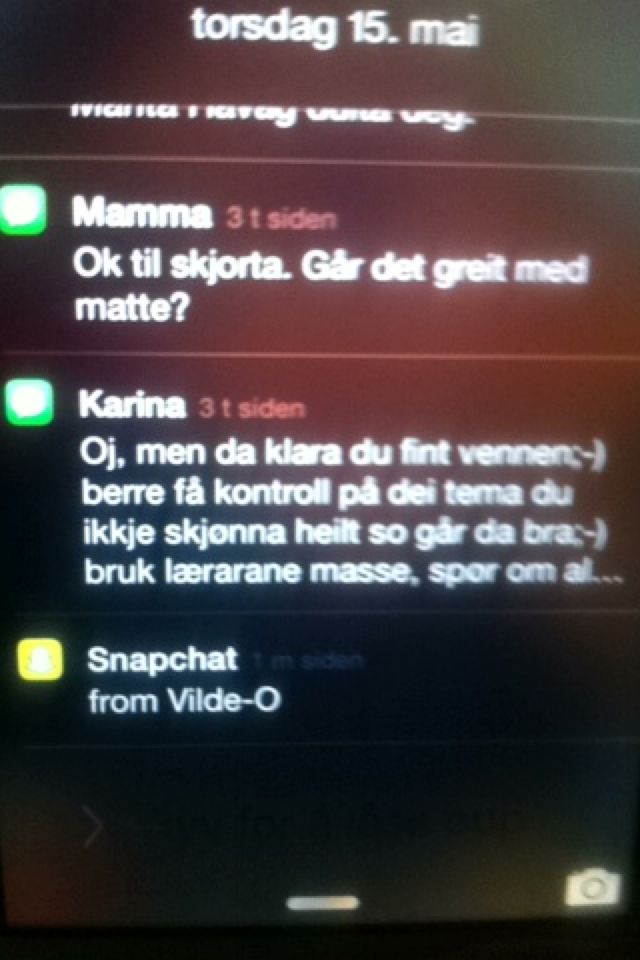 torsdag 15. mai
Mamma 3 t siden
Ok til skjorta. Går det greit med
matte?
Karina 3 t siden
Oj, men da klara du fint vennen;-)
berre få kontroll på dei tema du
ikkje skjønna heilt so går da bra;-)
bruk lærarane masse, spør om al...
Snapchat 1 m siden
from Vilde-O